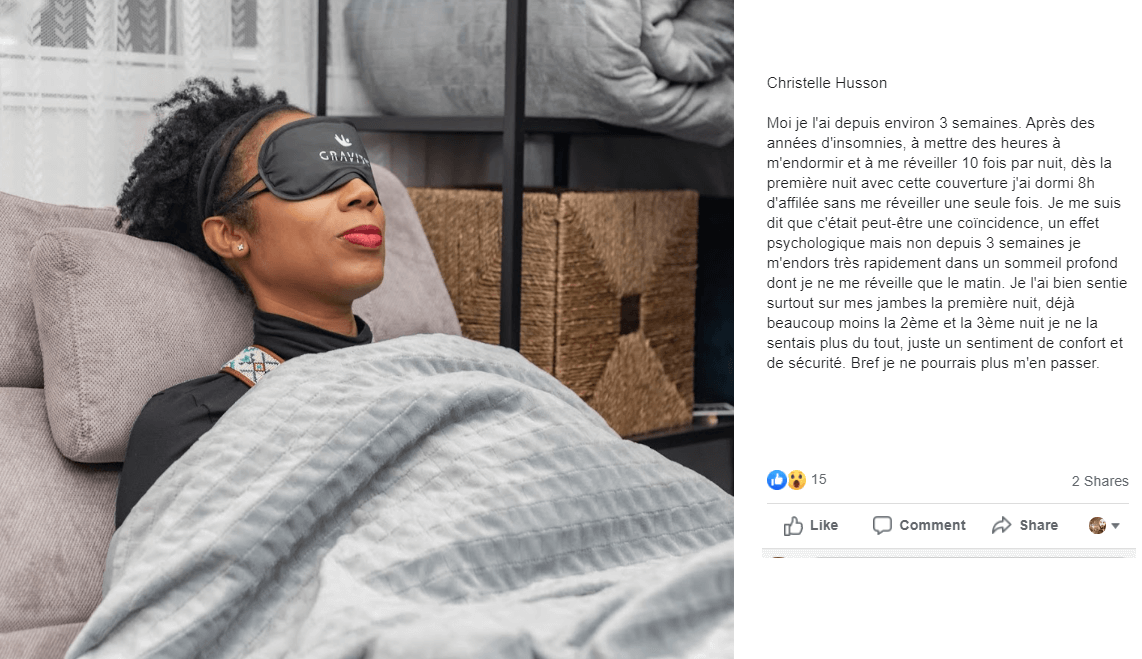 GRAVITY
Christelle Husson
Moi je l'ai depuis environ 3 semaines. Après des
années d'insomnies, à mettre des heures à
m'endormir et à me réveiller 10 fois par nuit, dès la
première nuit avec cette couverture j'ai dormi 8h
d'affilée sans me réveiller une seule fois. Je me suis
dit que c'était peut-être une coïncidence, un effet
psychologique mais non depuis 3 semaines je
m'endors très rapidement dans un sommeil profond
dont je ne me réveille que le matin. Je l'ai bien sentie
surtout sur mes jambes la première nuit, déjà
beaucoup moins la 2ème et la 3ème nuit je ne la
sentais plus du tout, juste un sentiment de confort et
de sécurité. Bref je ne pourrais plus m'en passer.
15
2 Shares
Like
Comment
Share